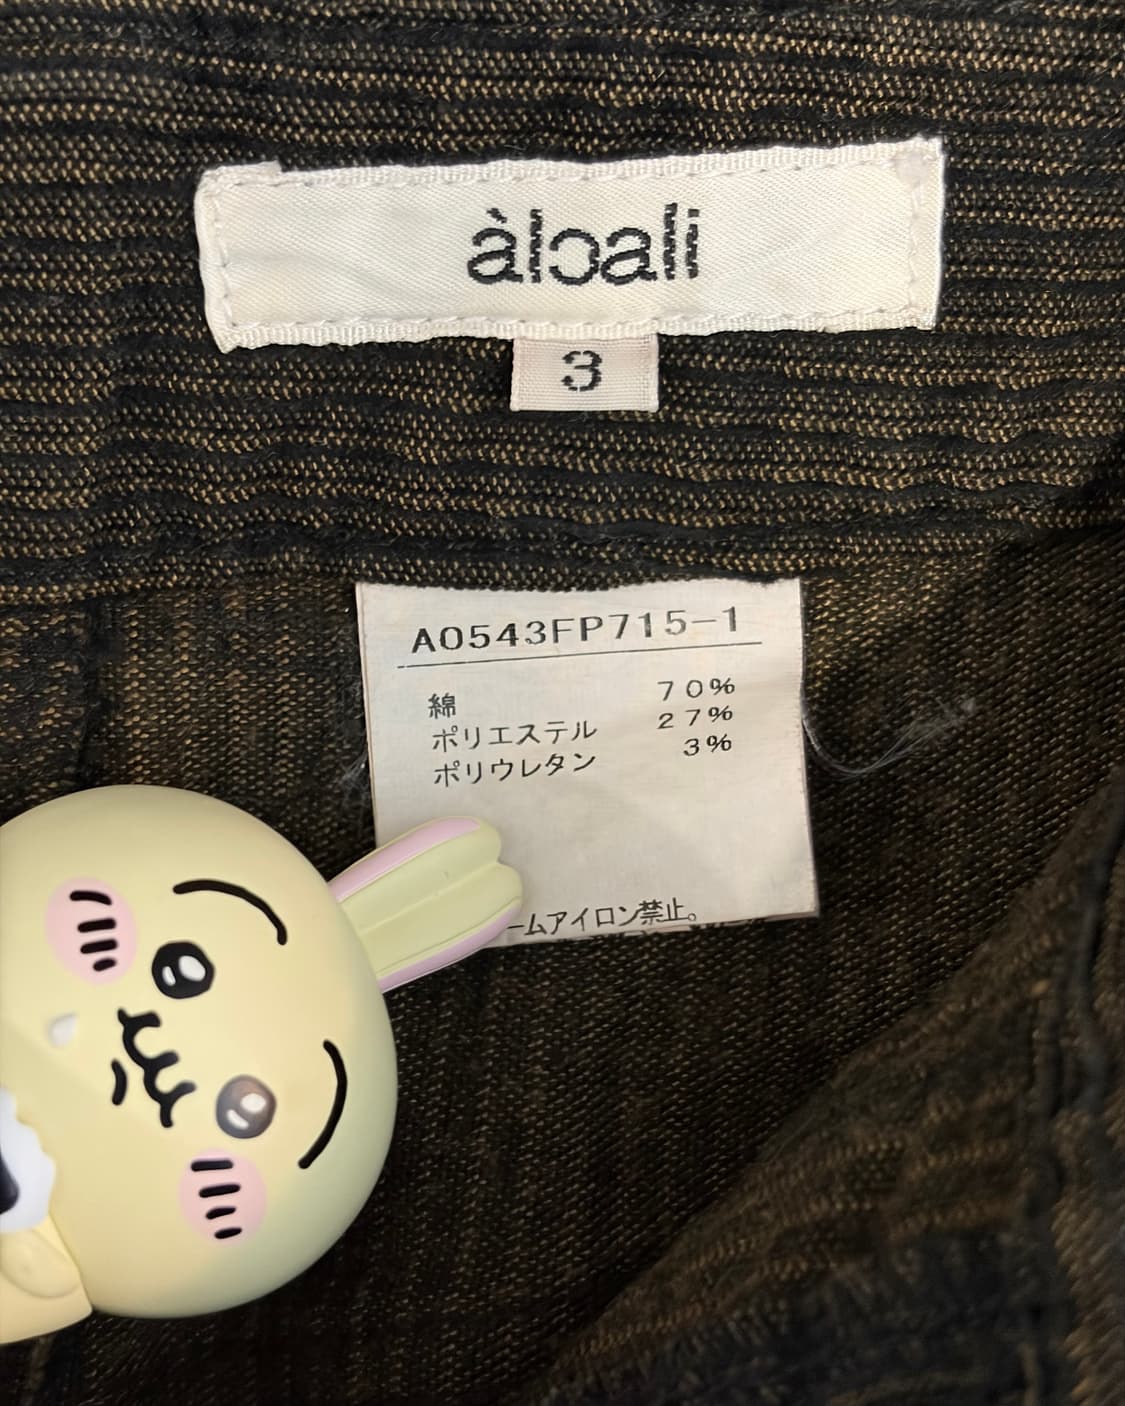 àlcali
3
A0543FP715-1
綿 70%
ポリエステル 27%
ポリウレタン 3%
ームアイロン禁止。